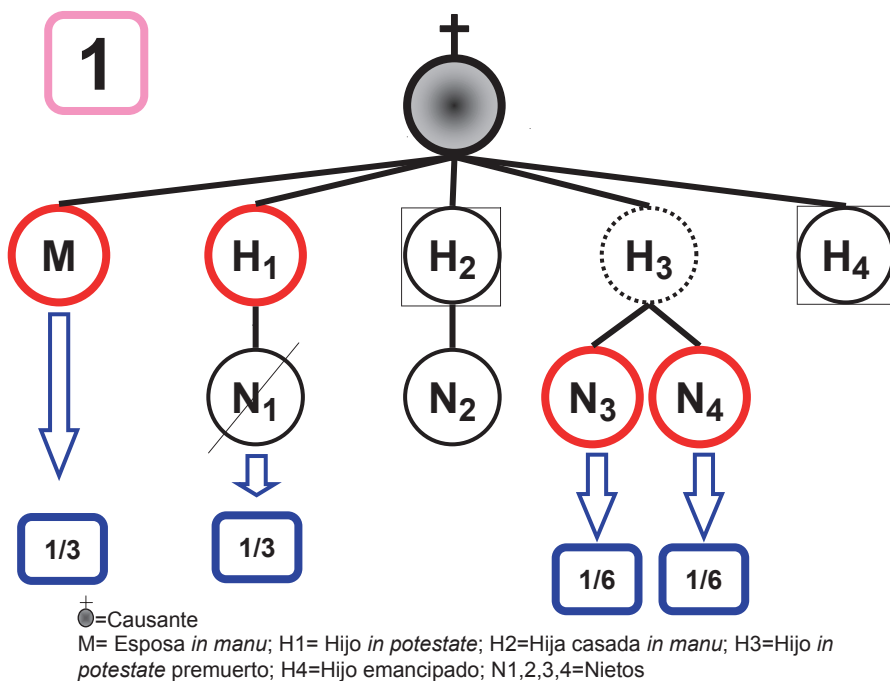 1
M H₁ H₂ H₃ H₄
N₁ N₂ N₃ N₄
1/3 1/3 1/6 1/6
=Causante
M= Esposa in manu; H1= Hijo in potestate; H2=Hija casada in manu; H3=Hijo in
potestate premuerto; H4=Hijo emancipado; N1,2,3,4=Nietos